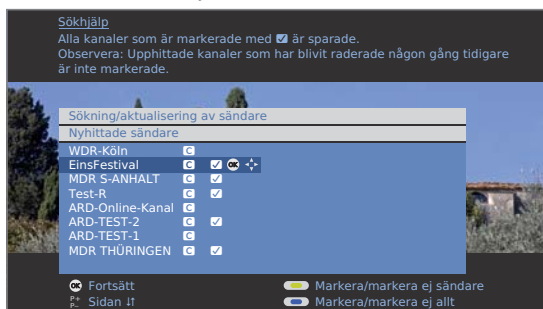 Sökhjälp
Alla kanaler som är markerade med ☑ är sparade.
Observera: Upphittade kanaler som har blivit raderade någon gång tidigare
är inte markerade.
Sökning/aktualisering av sändare
Nyhittade sändare
WDR-Köln C
EinsFestival C ☑ OK
MDR S-ANHALT C ☑
Test-R C ☑
ARD-Online-Kanal C
ARD-TEST-2 C ☑
ARD-TEST-1 C
MDR THÜRINGEN C ☑
OK Fortsätt
Markera/markera ej sändare
P+ P– Sidan ↓↑
Markera/markera ej allt